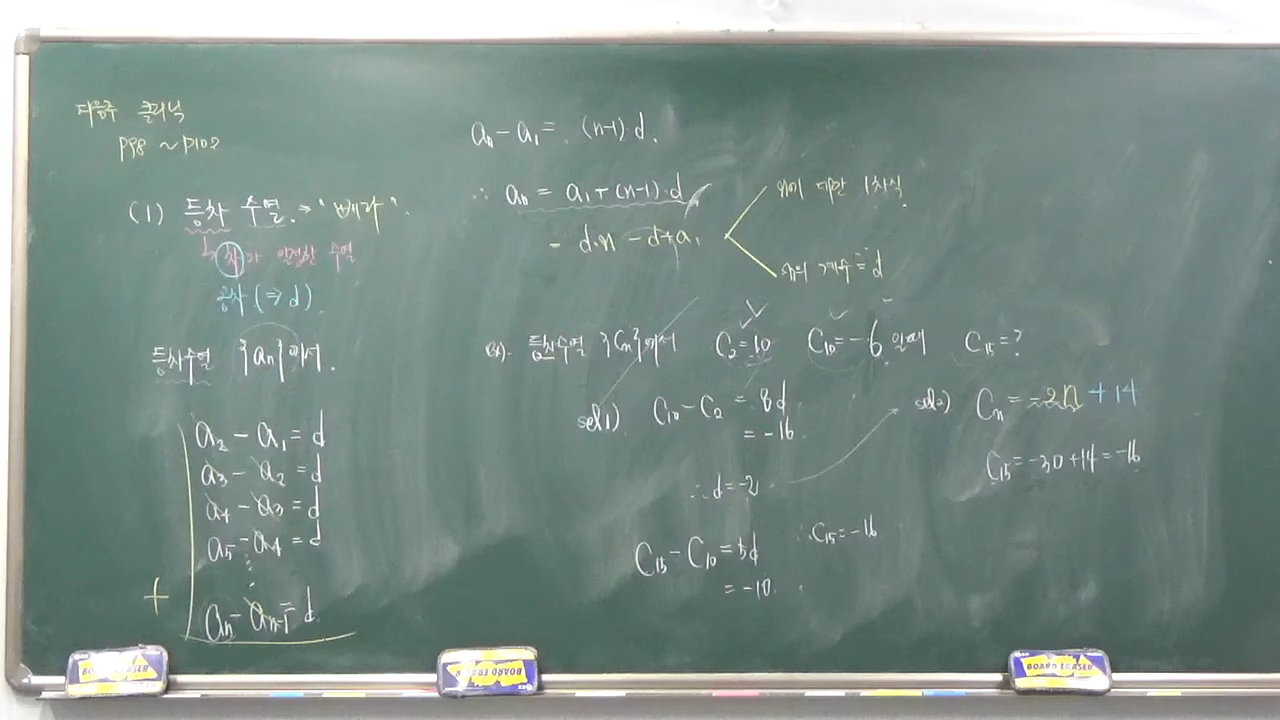 다음주 클리닉
p98 ~ p102
(1) 등차 수열. → "빼라".
↳ 차가 일정한 수열
공차 (⇒ d)
등차수열 {aₙ}에서.
a₂ - a₁ = d
a₃ - a₂ = d
a₄ - a₃ = d
a₅ - a₄ = d
⋮
+ aₙ - aₙ₋₁ = d
aₙ - a₁ = (n-1) d.
∴ aₙ = a₁ + (n-1)·d
= d·n - d + a₁
n에 대한 1차식
n의 계수 = d
ex). 등차수열 {Cₙ}에서 C₂ = 10 C₁₀ = -6 일때 C₁₅ = ?
sol1) C₁₀ - C₂ = 8d
= -16
∴ d = -2
C₁₅ - C₁₀ = 5d
= -10.
∴ C₁₅ = -16
sol2) Cₙ = -2n + 14
C₁₅ = -30 + 14 = -16
BOARD ERASER
BOARD ERASER
BOARD ERASER